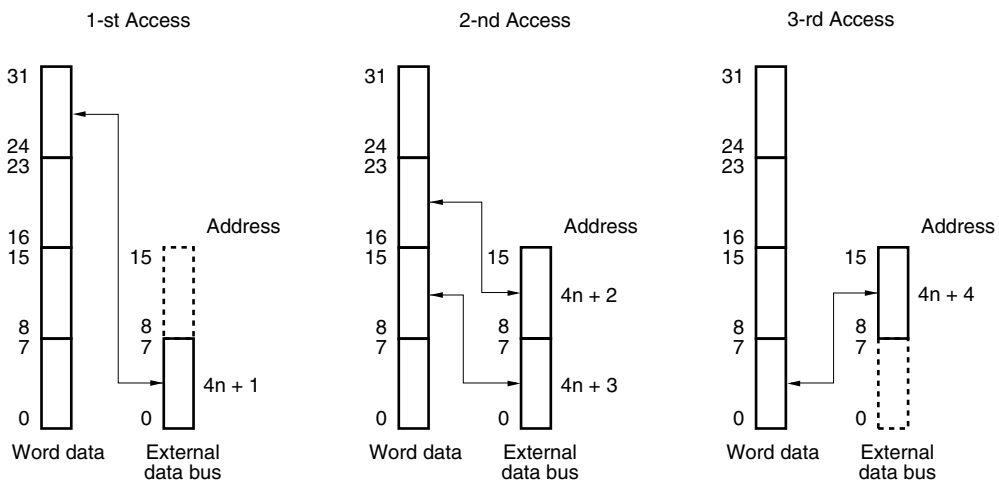 1-st Access
31
24
23
16
15
8
7
0
Address
15
8
7
0
4n + 1
Word data
External
data bus
2-nd Access
31
24
23
16
15
8
7
0
Address
15
8
7
0
4n + 2
4n + 3
Word data
External
data bus
3-rd Access
31
24
23
16
15
8
7
0
Address
15
8
7
0
4n + 4
Word data
External
data bus